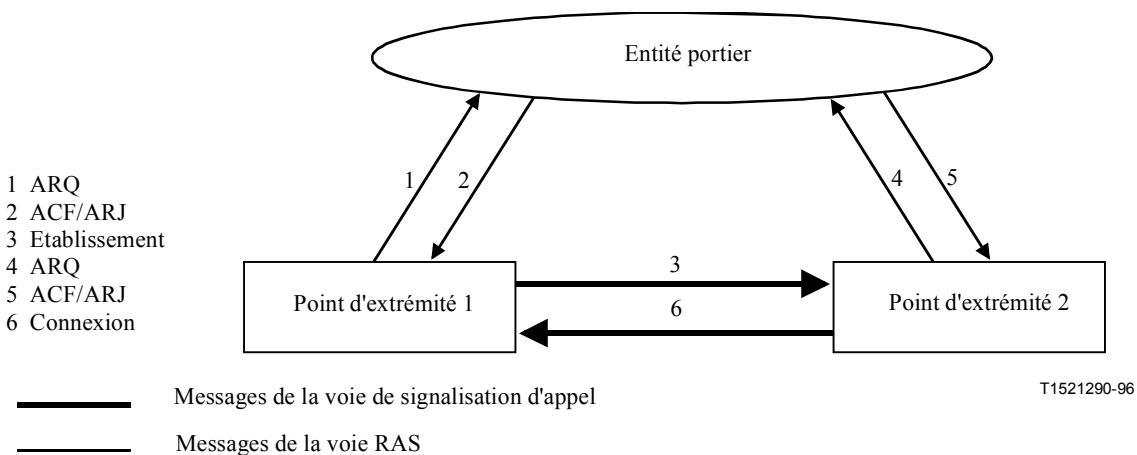 Entité portier
1
2
4
5
1 ARQ
2 ACF/ARJ
3 Etablissement
4 ARQ
5 ACF/ARJ
6 Connexion
3
Point d'extrémité 1
6
Point d'extrémité 2
T1521290-96
Messages de la voie de signalisation d'appel
Messages de la voie RAS